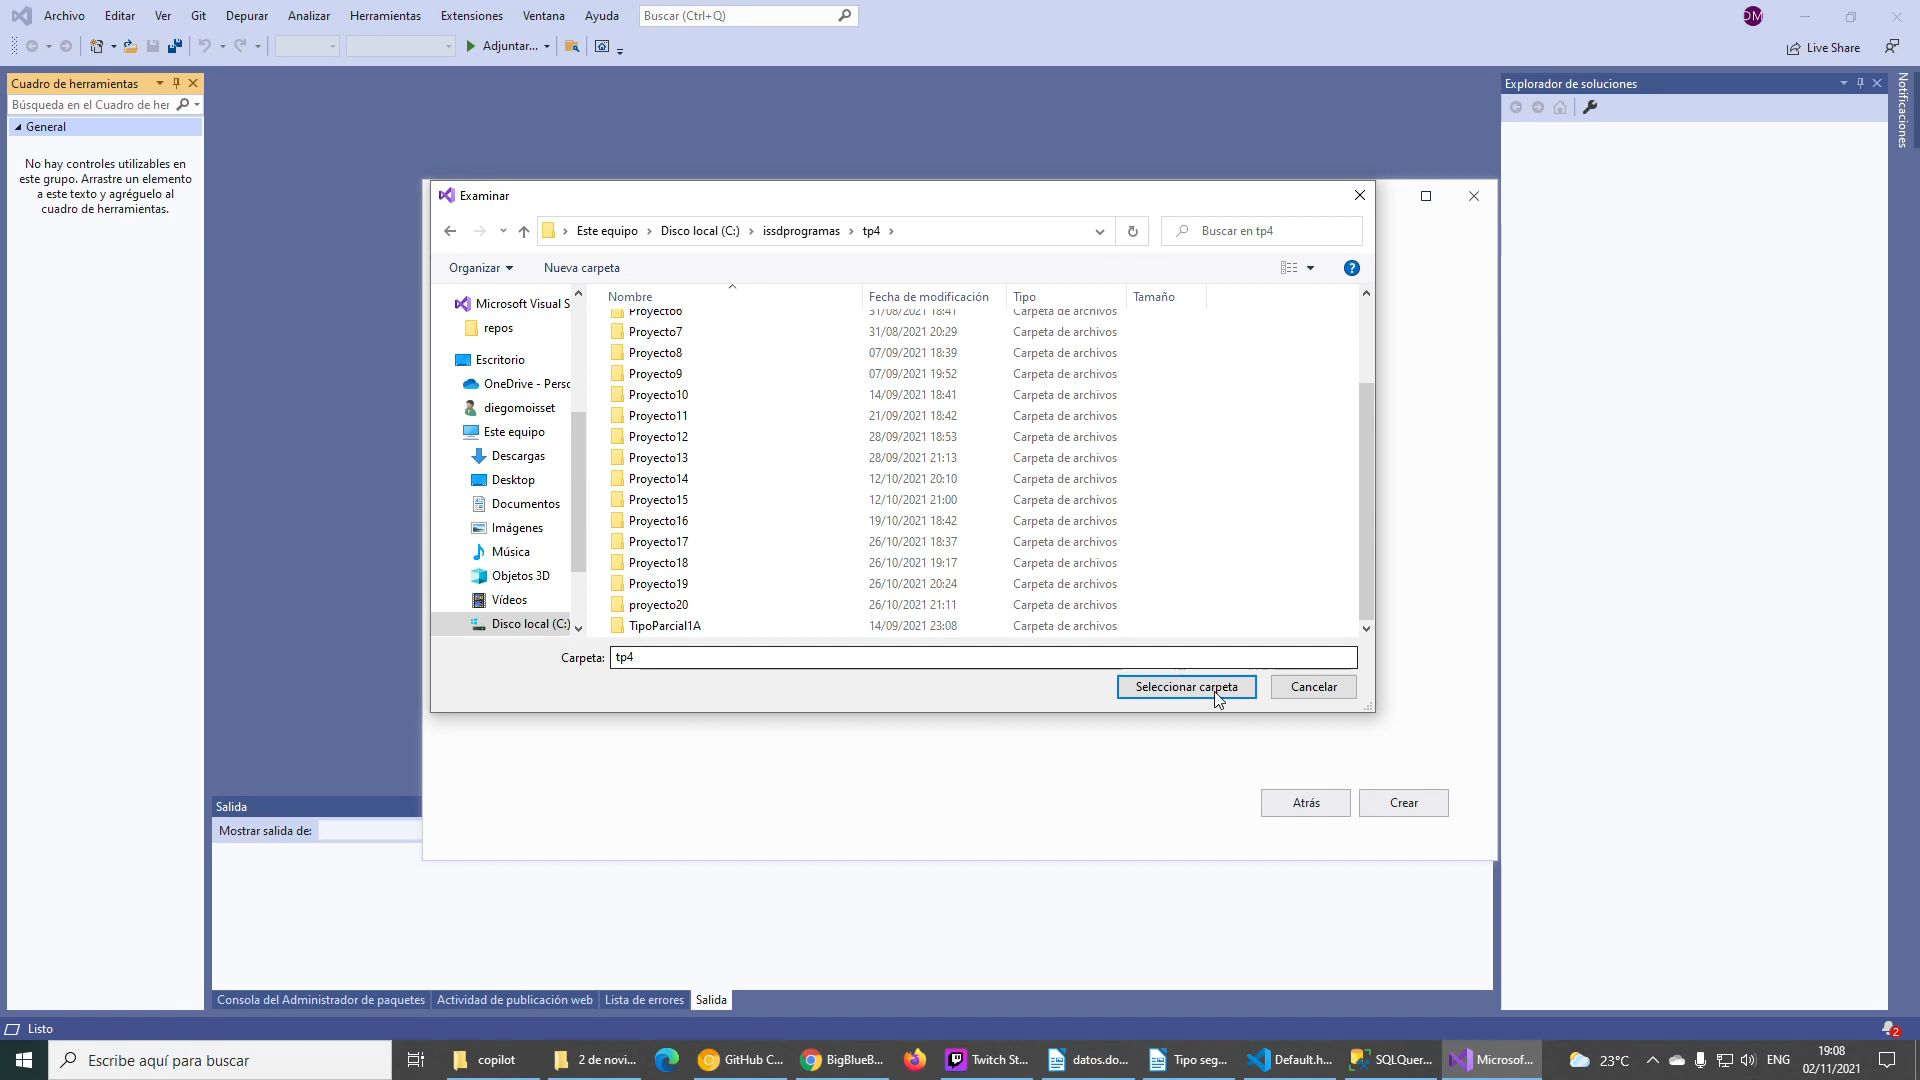 Archivo Editar Ver Git Depurar Analizar Herramientas Extensiones Ventana Ayuda Buscar (Ctrl+Q) DM
Adjuntar... Live Share
Cuadro de herramientas
Búsqueda en el Cuadro de her
General
No hay controles utilizables en
este grupo. Arrastre un elemento
a este texto y agréguelo al
cuadro de herramientas.
Explorador de soluciones
Notificaciones
Examinar
Este equipo Disco local (C:) issdprogramas tp4 Buscar en tp4
Organizar Nueva carpeta
Microsoft Visual S
repos
Escritorio
OneDrive - Perso
diegomoisset
Este equipo
Descargas
Desktop
Documentos
Imágenes
Música
Objetos 3D
Vídeos
Disco local (C:)
Nombre Fecha de modificación Tipo Tamaño
Proyecto6 31/08/2021 18:41 Carpeta de archivos
Proyecto7 31/08/2021 20:29 Carpeta de archivos
Proyecto8 07/09/2021 18:39 Carpeta de archivos
Proyecto9 07/09/2021 19:52 Carpeta de archivos
Proyecto10 14/09/2021 18:41 Carpeta de archivos
Proyecto11 21/09/2021 18:42 Carpeta de archivos
Proyecto12 28/09/2021 18:53 Carpeta de archivos
Proyecto13 28/09/2021 21:13 Carpeta de archivos
Proyecto14 12/10/2021 20:10 Carpeta de archivos
Proyecto15 12/10/2021 21:00 Carpeta de archivos
Proyecto16 19/10/2021 18:42 Carpeta de archivos
Proyecto17 26/10/2021 18:37 Carpeta de archivos
Proyecto18 26/10/2021 19:17 Carpeta de archivos
Proyecto19 26/10/2021 20:24 Carpeta de archivos
proyecto20 26/10/2021 21:11 Carpeta de archivos
TipoParcial1A 14/09/2021 23:08 Carpeta de archivos
Carpeta: tp4
Seleccionar carpeta Cancelar
Atrás Crear
Salida
Mostrar salida de:
Consola del Administrador de paquetes Actividad de publicación web Lista de errores Salida
Listo
2
Escribe aquí para buscar
copilot 2 de novi... GitHub C... BigBlueB... Twitch St... datos.do... Tipo seg... Default.h... SQLQuer... Microsof...
23°C ENG
19:08
02/11/2021